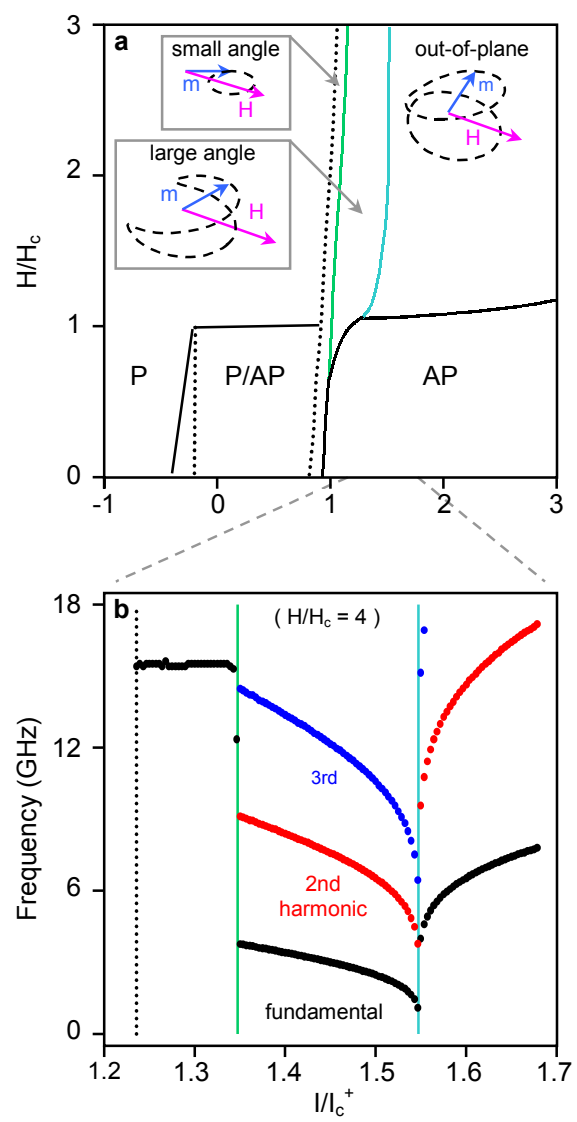 a
small angle
m
H
large angle
m
H
out-of-plane
m
H
H/Hc
3
2
1
0
P
P/AP
AP
-1
0
1
2
3
b
( H/Hc = 4 )
Frequency (GHz)
18
12
6
0
3rd
2nd
harmonic
fundamental
1.2
1.3
1.4
1.5
1.6
1.7
I/Ic+